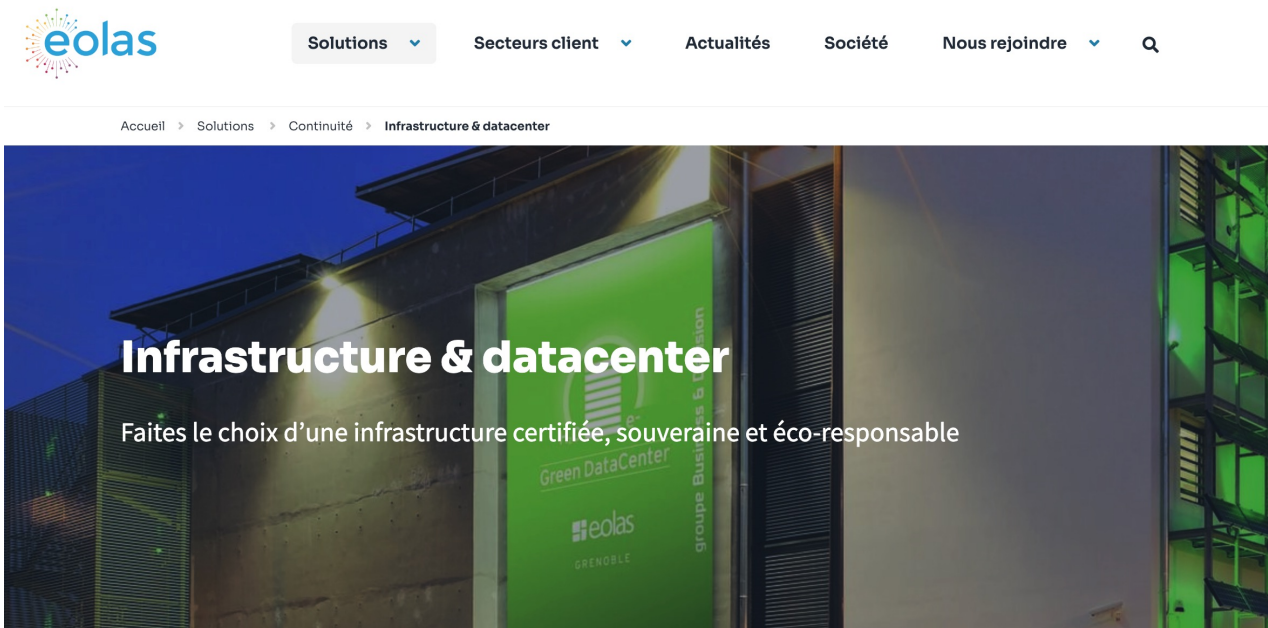 eolas
Solutions
Secteurs client
Actualités
Société
Nous rejoindre
Accueil > Solutions > Continuité > Infrastructure & datacenter
Infrastructure & datacenter
Faites le choix d’une infrastructure certifiée, souveraine et éco-responsable
Green DataCenter
eolas
GRENOBLE
groupe Business &